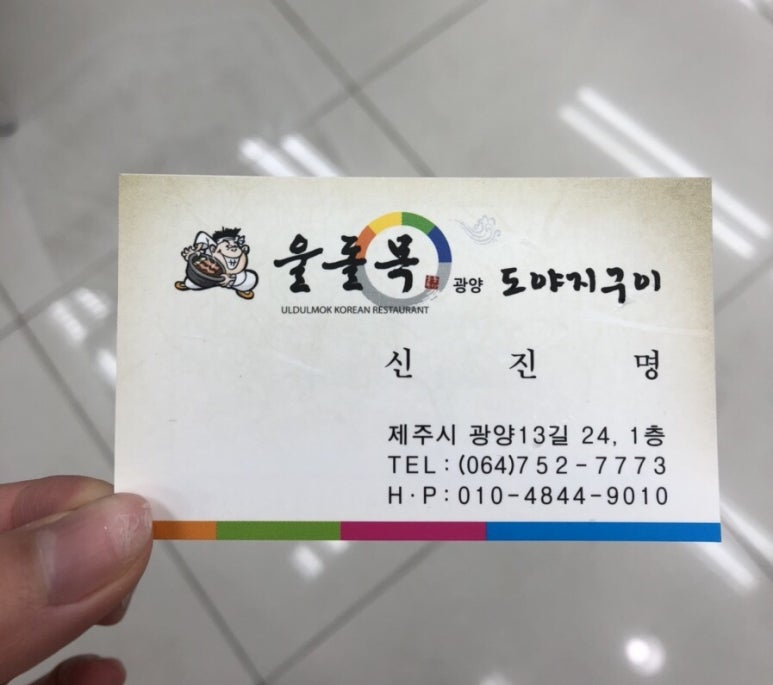 울돌목 광양 도야지구이
ULDULMOK KOREAN RESTAURANT
신 진 명
제주시 광양13길 24, 1층
TEL : (064)752-7773
H·P : 010-4844-9010